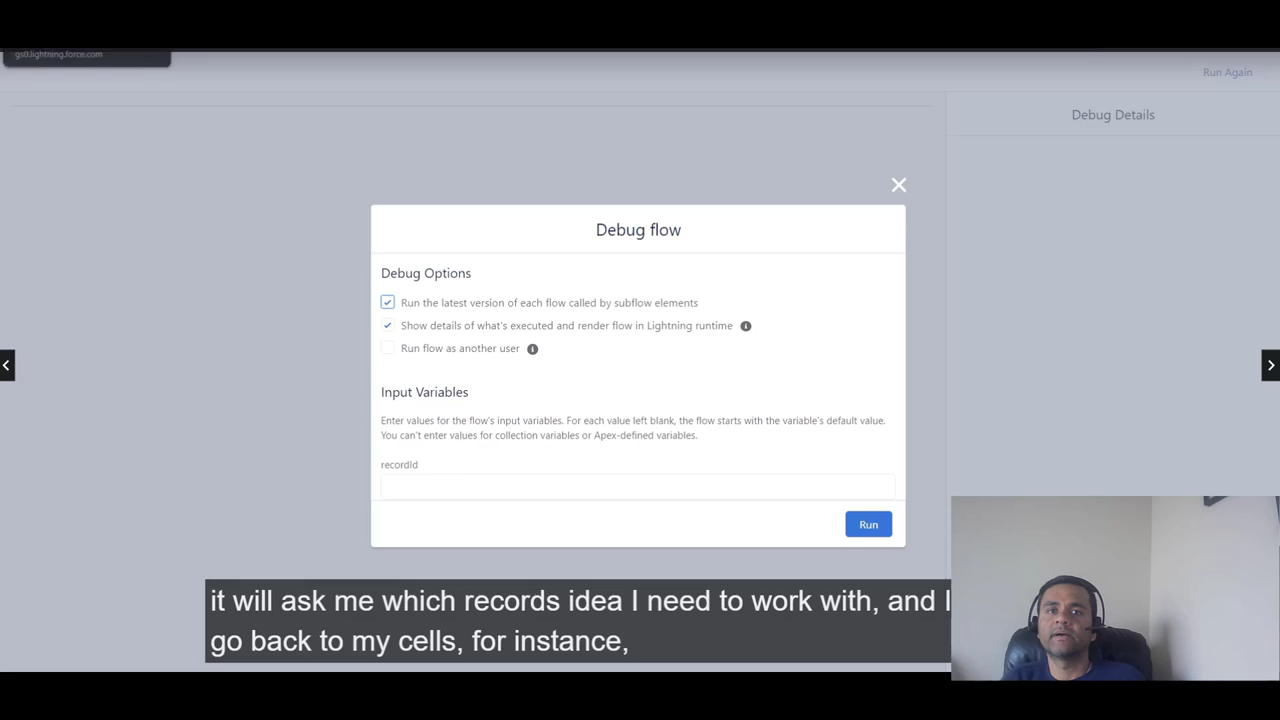 gs0.lightning.force.com
Run Again
Debug Details
Debug flow
Debug Options
Run the latest version of each flow called by subflow elements
Show details of what's executed and render flow in Lightning runtime
Run flow as another user
Input Variables
Enter values for the flow's input variables. For each value left blank, the flow starts with the variable's default value.
You can't enter values for collection variables or Apex-defined variables.
recordId
Run
it will ask me which records idea I need to work with, and I
go back to my cells, for instance,